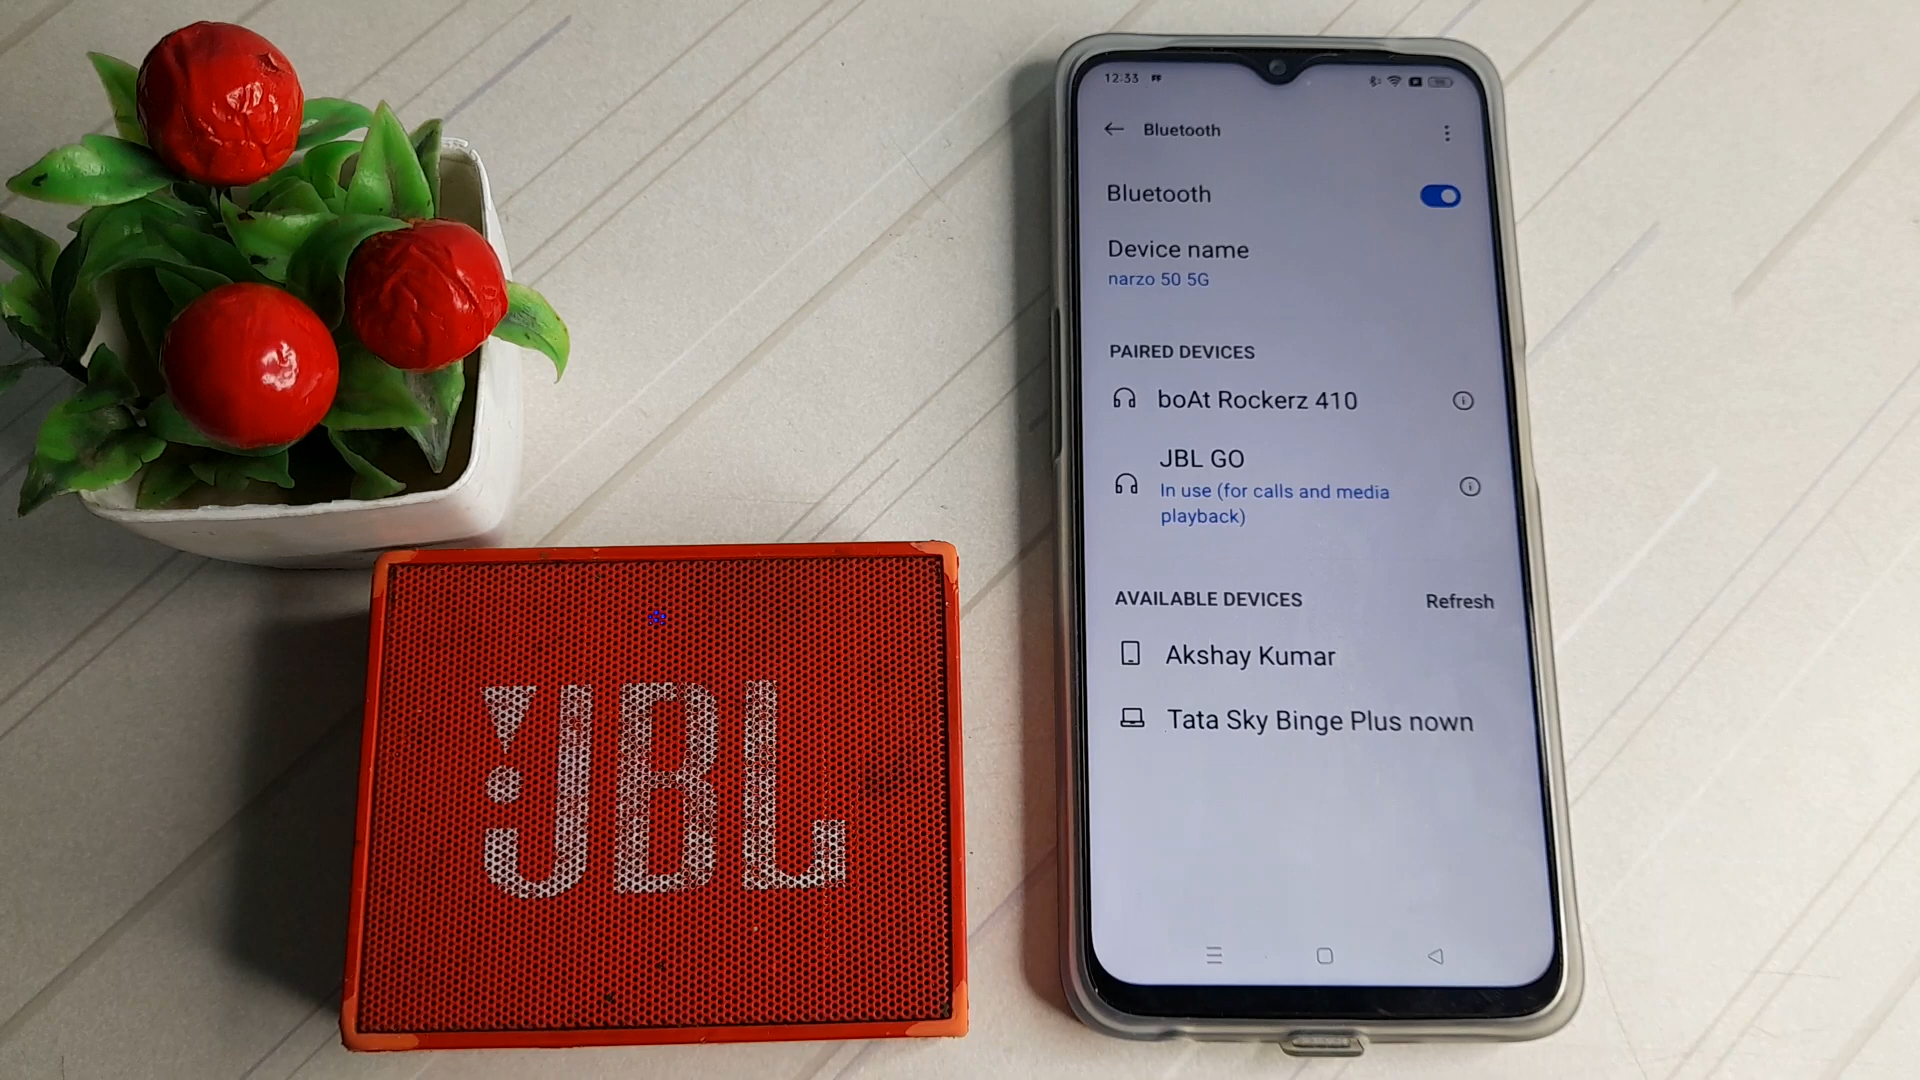 12:33
Bluetooth
Bluetooth
Device name
narzo 50 5G
PAIRED DEVICES
boAt Rockerz 410
JBL GO
In use (for calls and media
playback)
AVAILABLE DEVICES Refresh
Akshay Kumar
Tata Sky Binge Plus nown
JBL